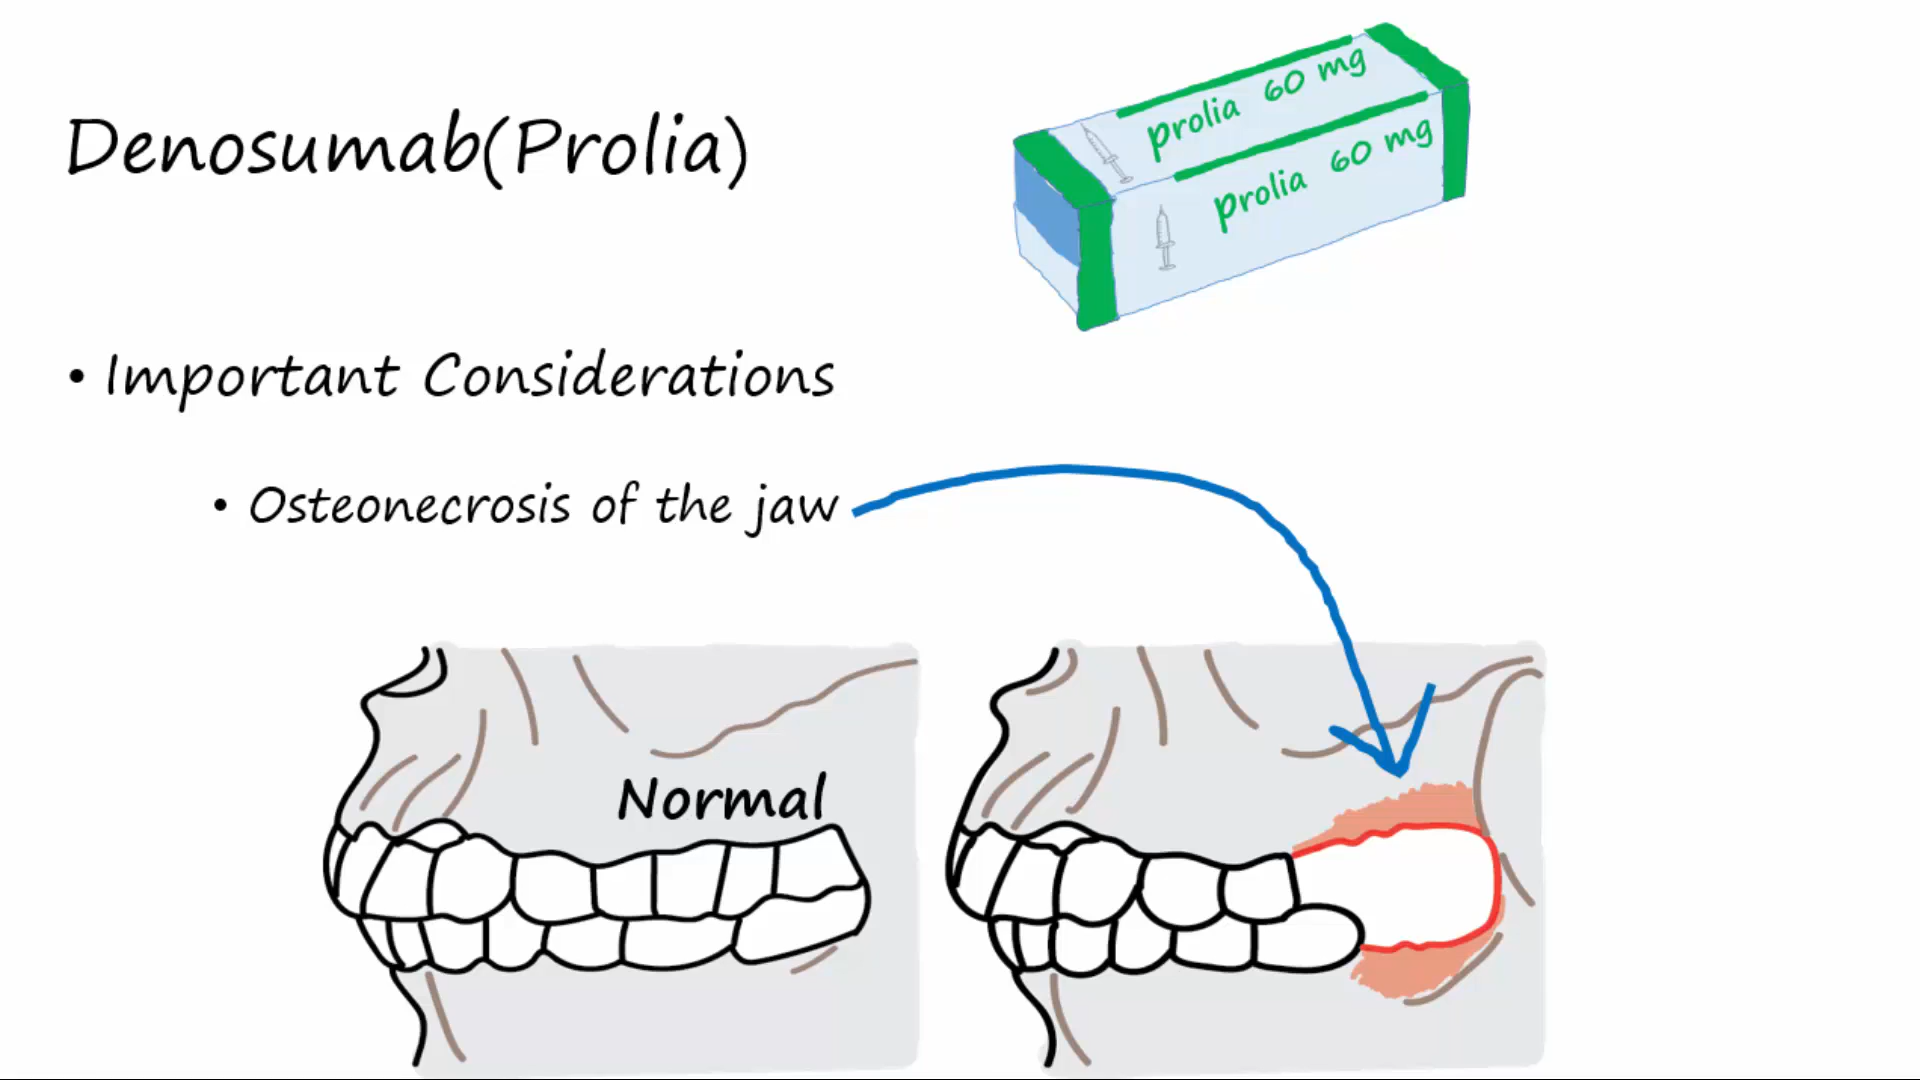 Denosumab(Prolia)
prolia 60 mg
prolia 60 mg
• Important Considerations
• Osteonecrosis of the jaw
Normal